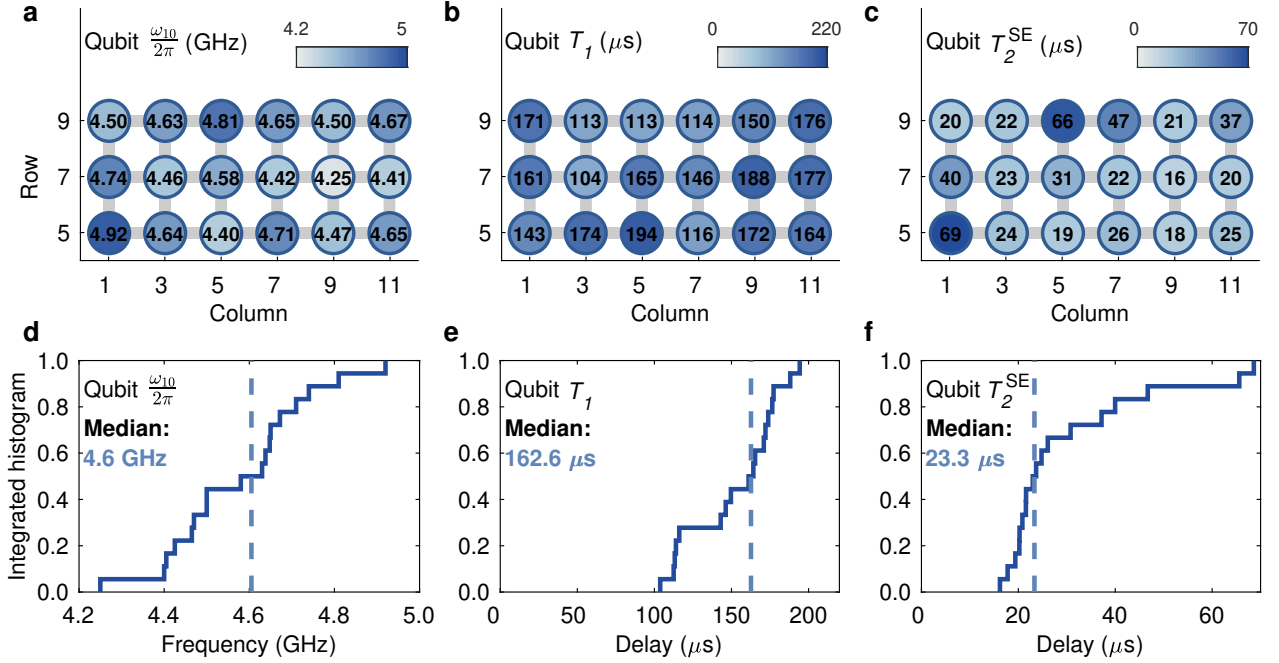 a
Qubit ω10/2π (GHz)
4.2 5
9 4.50 4.63 4.81 4.65 4.50 4.67
Row
7 4.74 4.46 4.58 4.42 4.25 4.41
5 4.92 4.64 4.40 4.71 4.47 4.65
1 3 5 7 9 11
Column
b
Qubit T1 (μs)
0 220
171 113 113 114 150 176
161 104 165 146 188 177
143 174 194 116 172 164
1 3 5 7 9 11
Column
c
Qubit T2SE (μs)
0 70
9 20 22 66 47 21 37
7 40 23 31 22 16 20
5 69 24 19 26 18 25
1 3 5 7 9 11
Column
d
Qubit ω10/2π
Median:
4.6 GHz
Integrated histogram
1.0
0.8
0.6
0.4
0.2
0.0
4.2 4.4 4.6 4.8 5.0
Frequency (GHz)
e
Qubit T1
Median:
162.6 μs
1.0
0.8
0.6
0.4
0.2
0.0
0 50 100 150 200
Delay (μs)
f
Qubit T2SE
Median:
23.3 μs
1.0
0.8
0.6
0.4
0.2
0.0
0 20 40 60
Delay (μs)